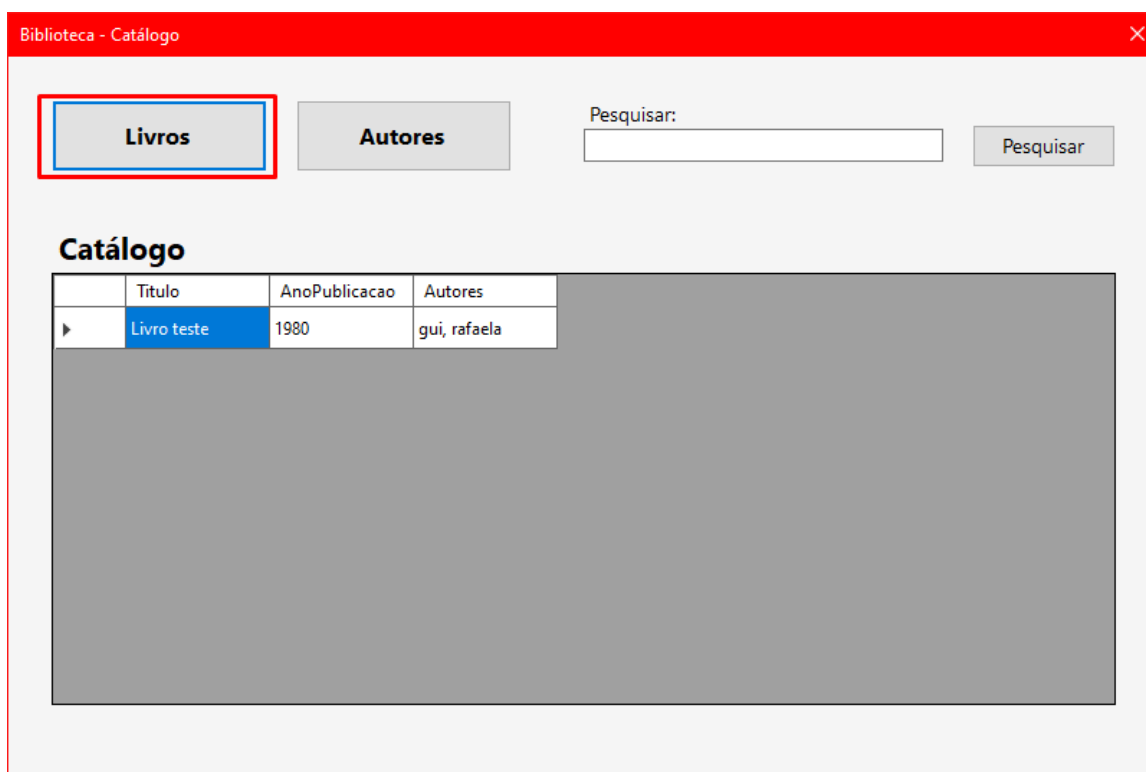 Biblioteca - Catálogo
Livros
Autores
Pesquisar:
Pesquisar
Catálogo
Titulo AnoPublicacao Autores
Livro teste 1980 gui, rafaela